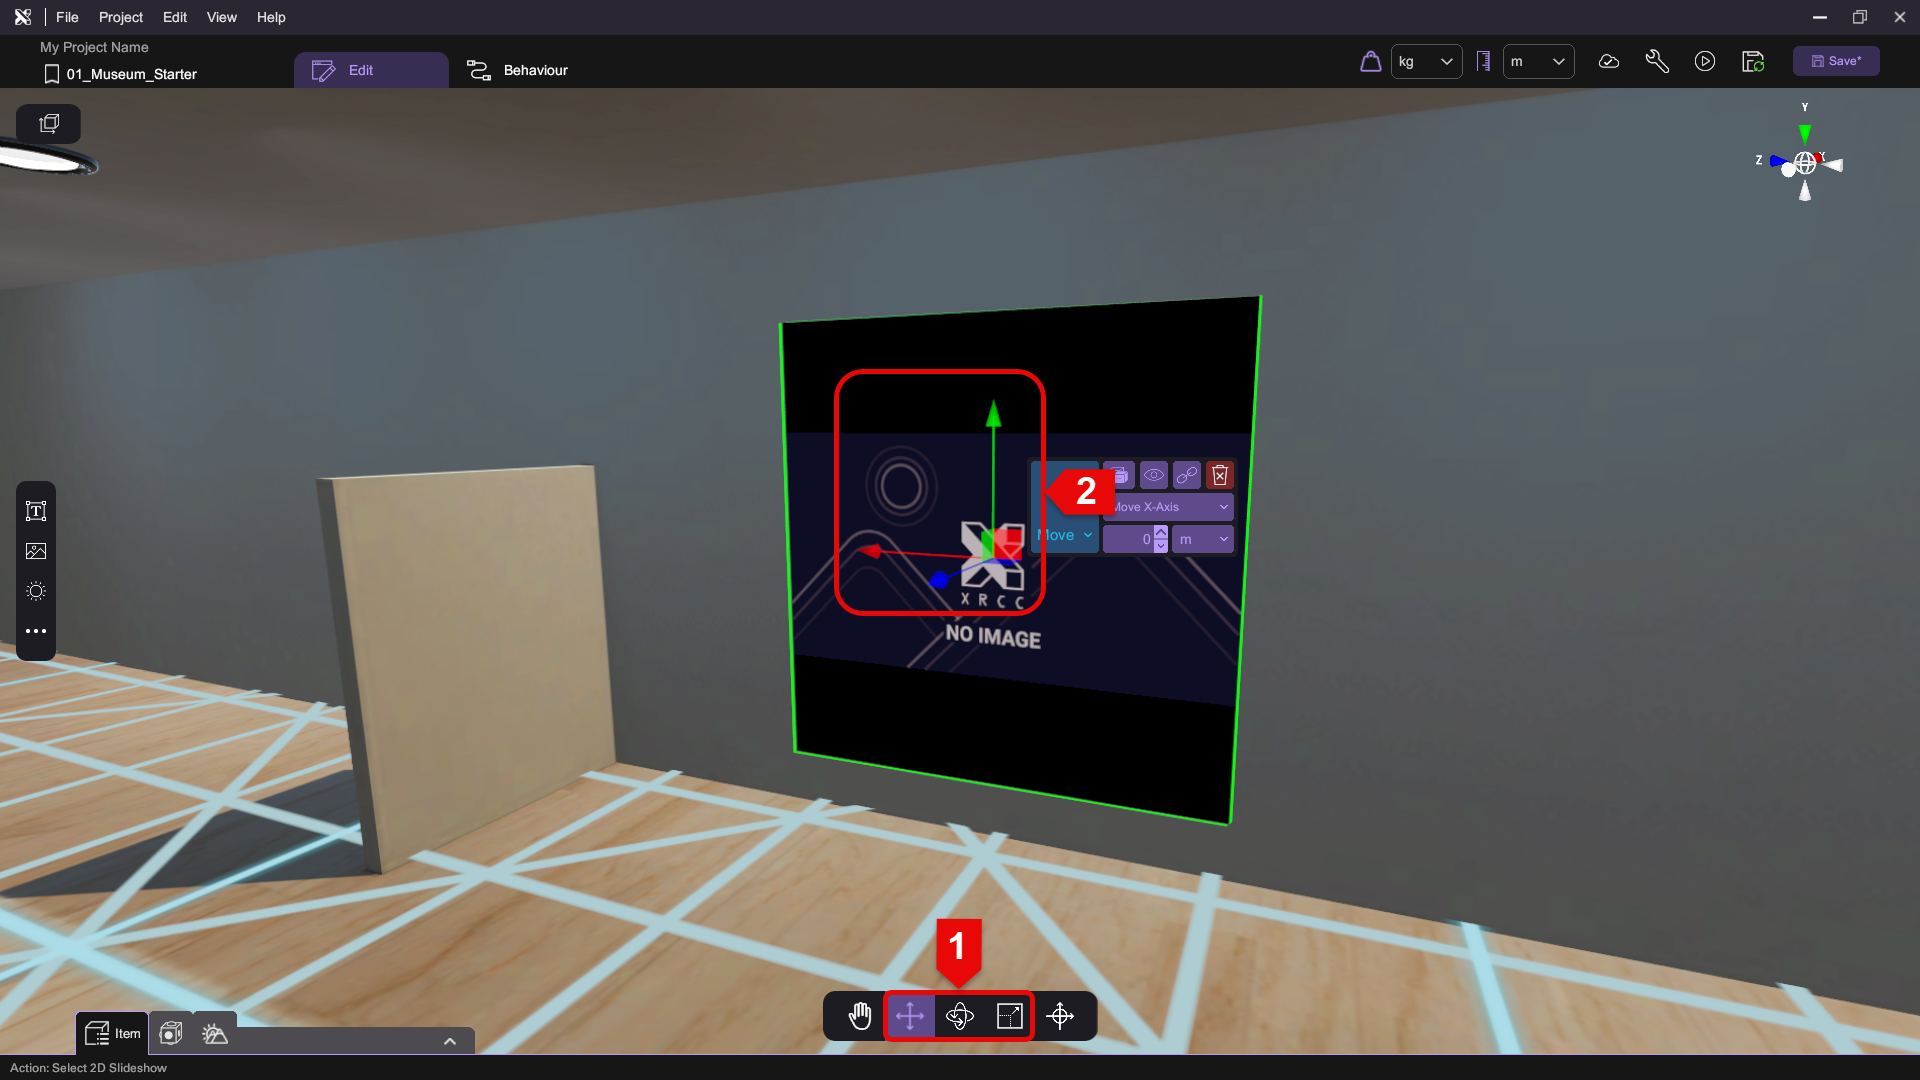 File Project Edit View Help
My Project Name
01_Museum_Starter
Edit
Behaviour
kg
m
Save*
Y
Z
X
T
2
Move X-Axis
Move
0
m
X R C C
NO IMAGE
1
Item
Action: Select 2D Slideshow